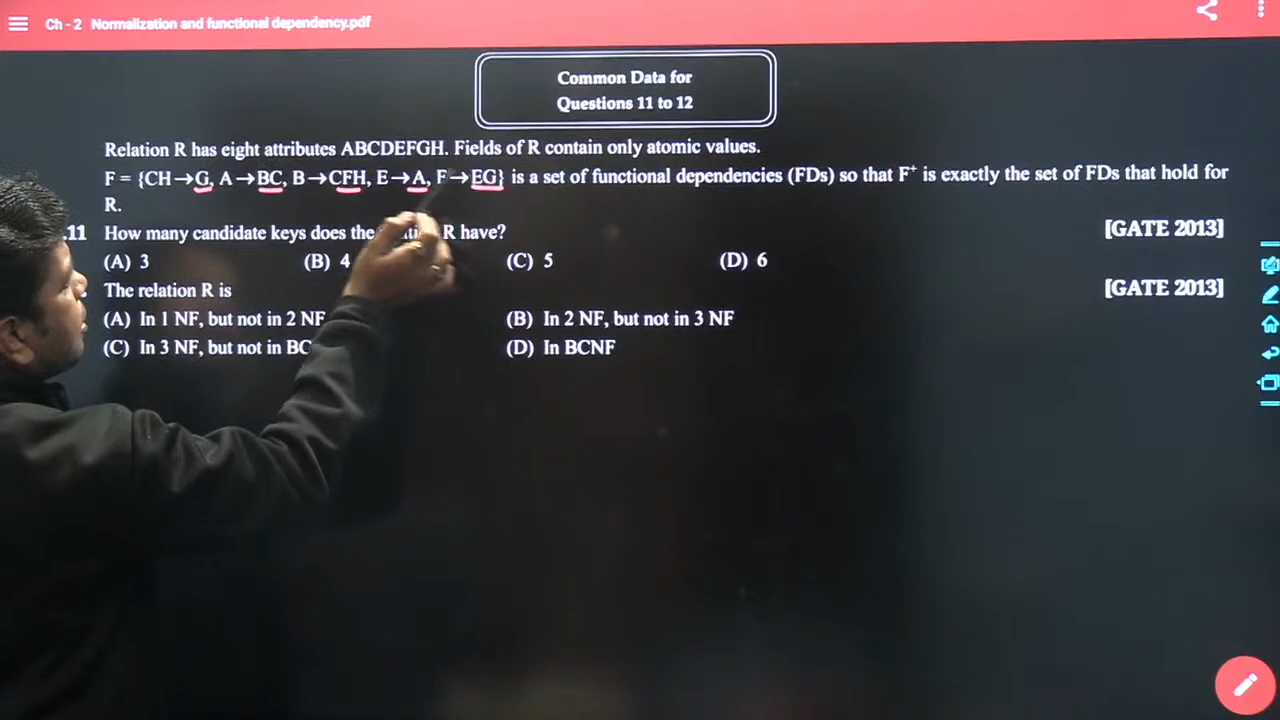 Ch - 2 Normalization and functional dependency.pdf
Common Data for
Questions 11 to 12
Relation R has eight attributes ABCDEFGH. Fields of R contain only atomic values.
F = {CH→G, A→BC, B→CFH, E→A, F→EG} is a set of functional dependencies (FDs) so that F⁺ is exactly the set of FDs that hold for
R.
.11 How many candidate keys does the R have? [GATE 2013]
(A) 3 (B) 4 (C) 5 (D) 6
The relation R is [GATE 2013]
(A) In 1 NF, but not in 2 NF (B) In 2 NF, but not in 3 NF
(C) In 3 NF, but not in BC (D) In BCNF